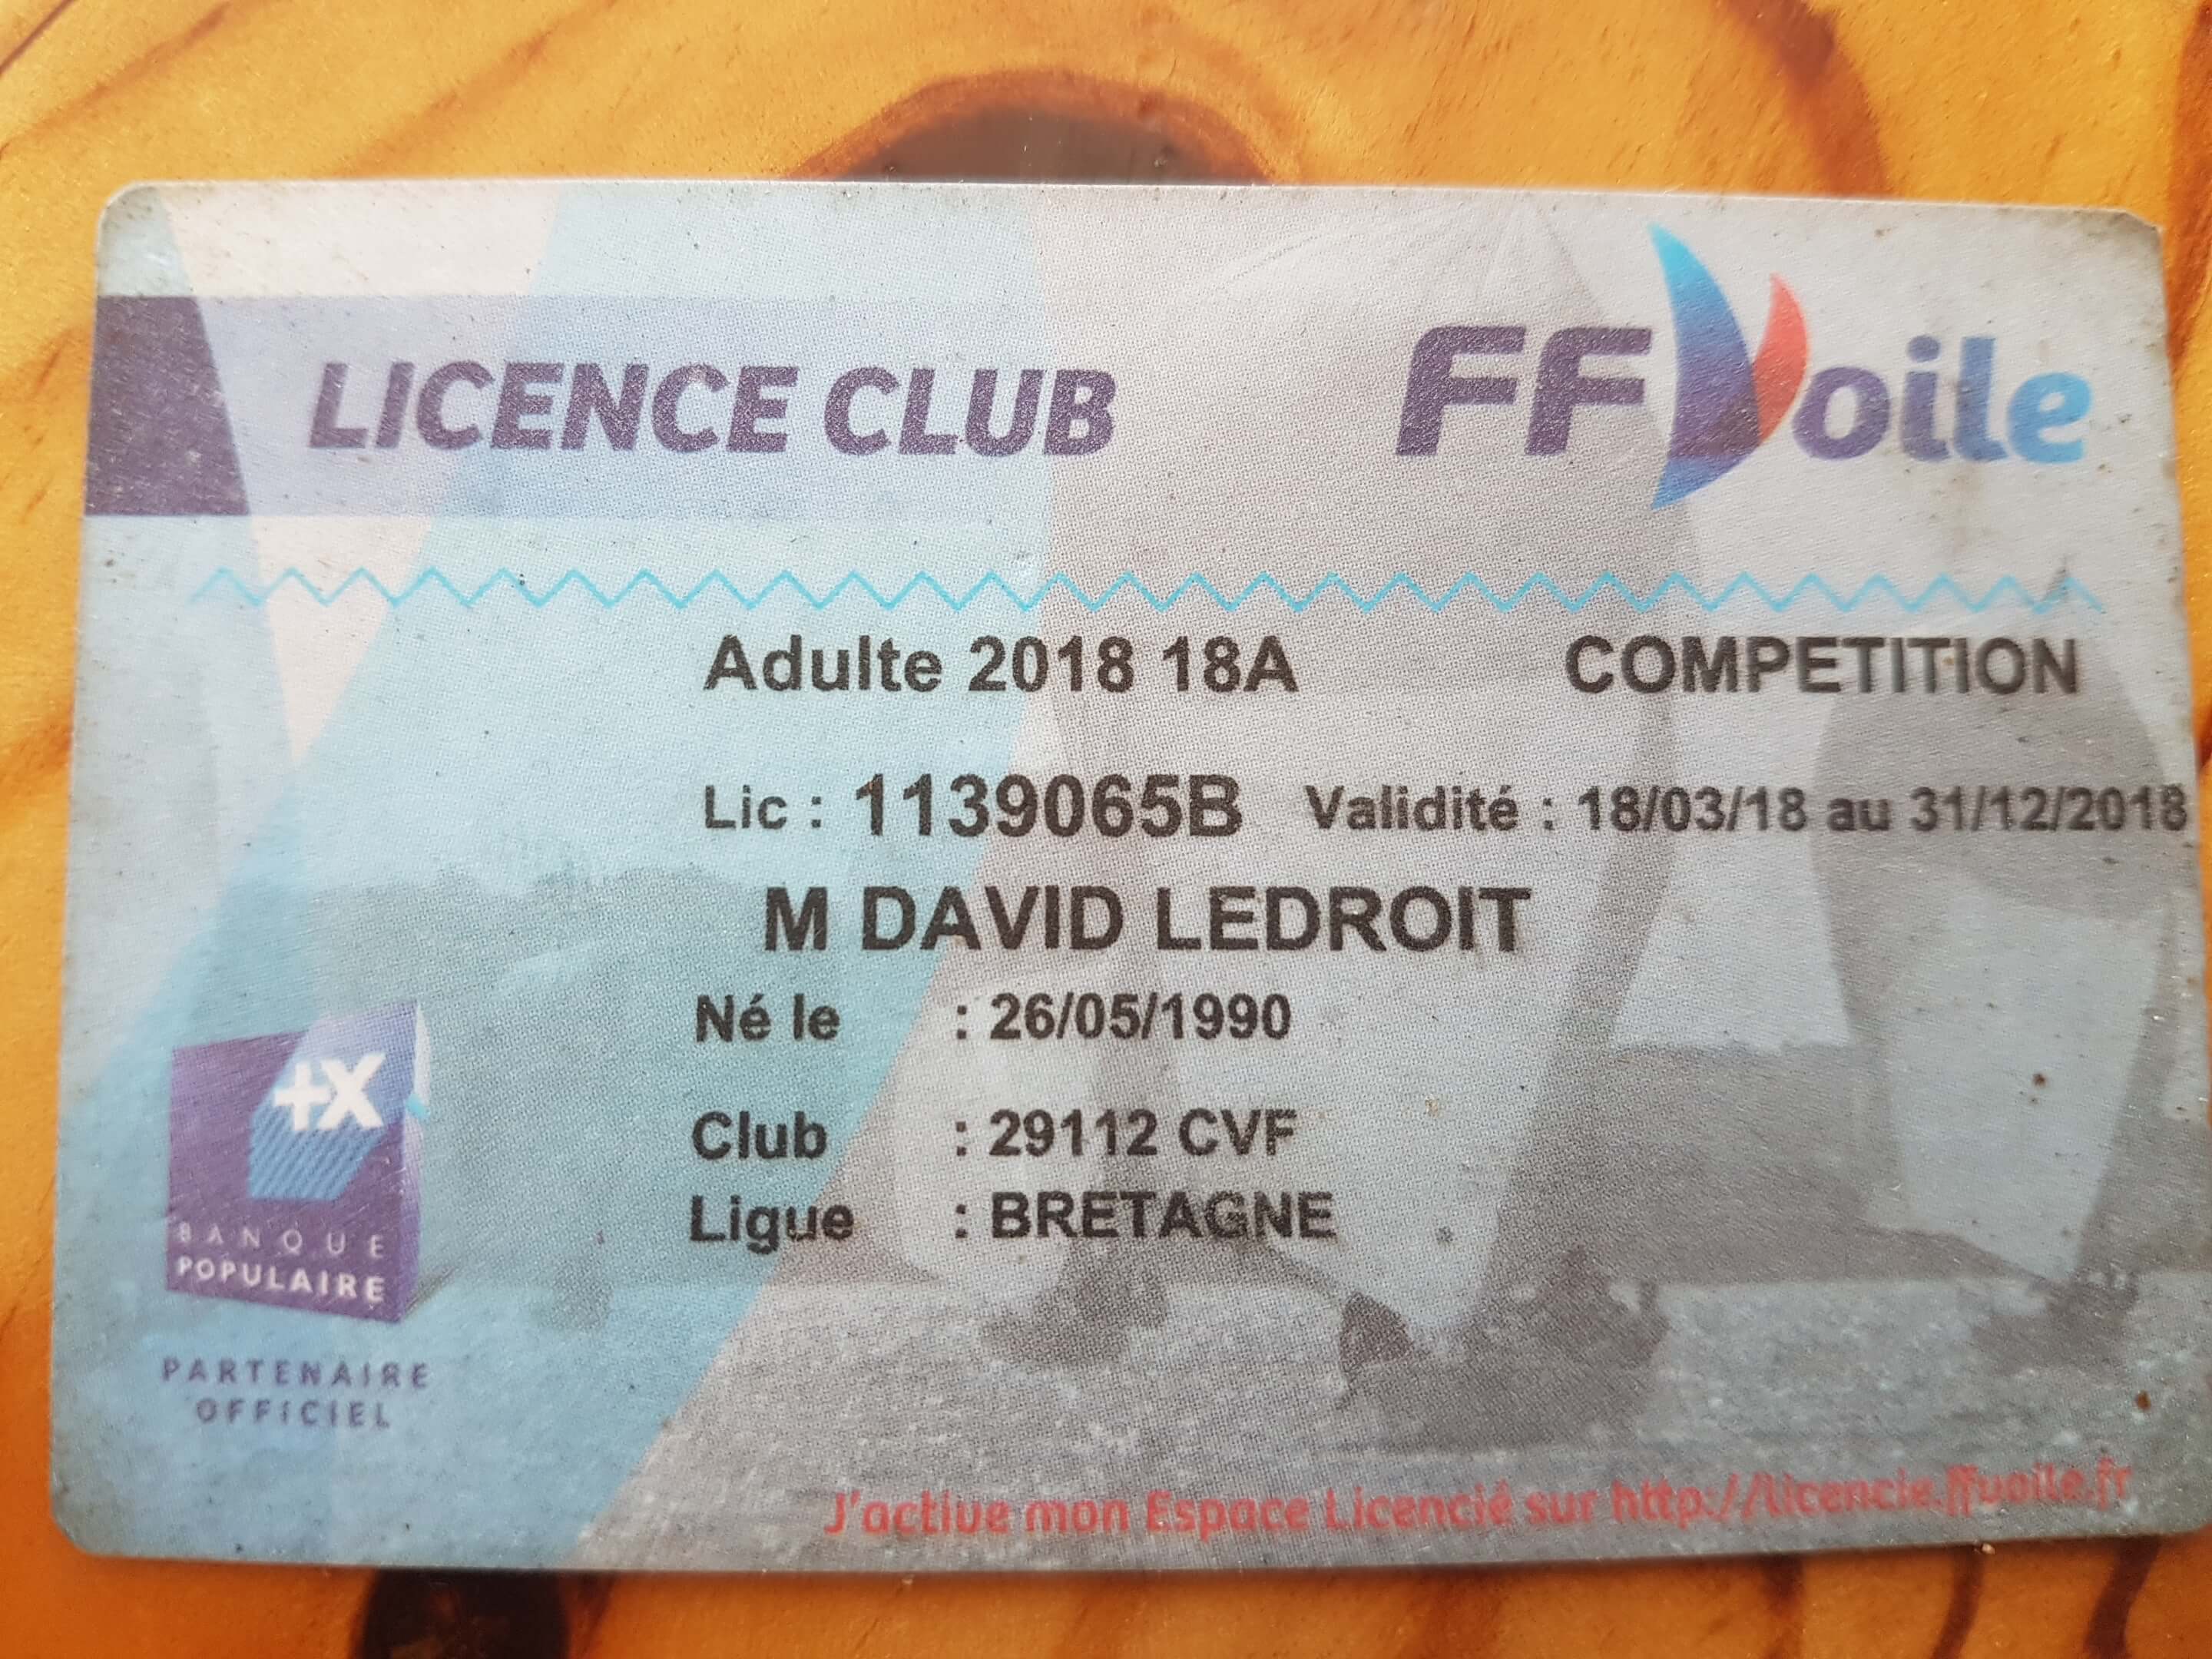 LICENCE CLUB
FFVoile
Adulte 2018 18A COMPETITION
Lic : 1139065B Validité : 18/03/18 au 31/12/2018
M DAVID LEDROIT
Né le : 26/05/1990
Club : 29112 CVF
Ligue : BRETAGNE
+X
BANQUE
POPULAIRE
PARTENAIRE
OFFICIEL
J'active mon Espace Licencié sur http://licencie.ffvoile.fr